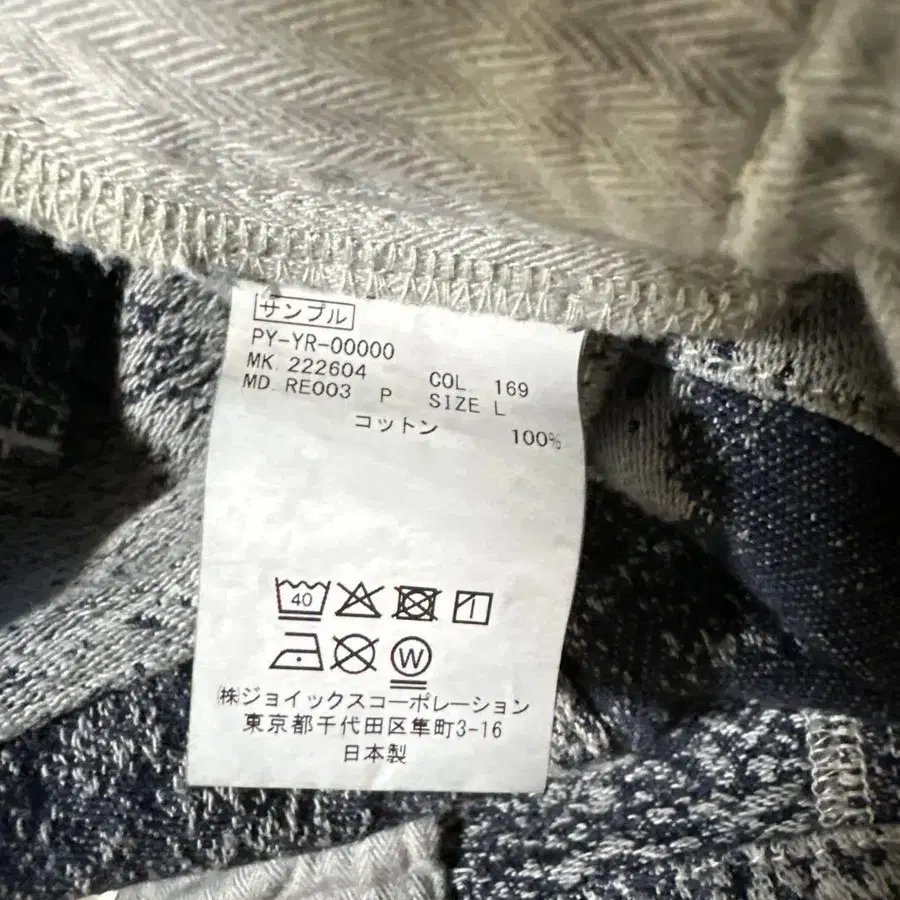 サンプル
PY-YR-00000
MK. 222604 COL 169
MD. RE003 P SIZE L
コットン 100%
40
W
㈱ジョイックスコーポレーション
東京都千代田区隼町3-16
日本製